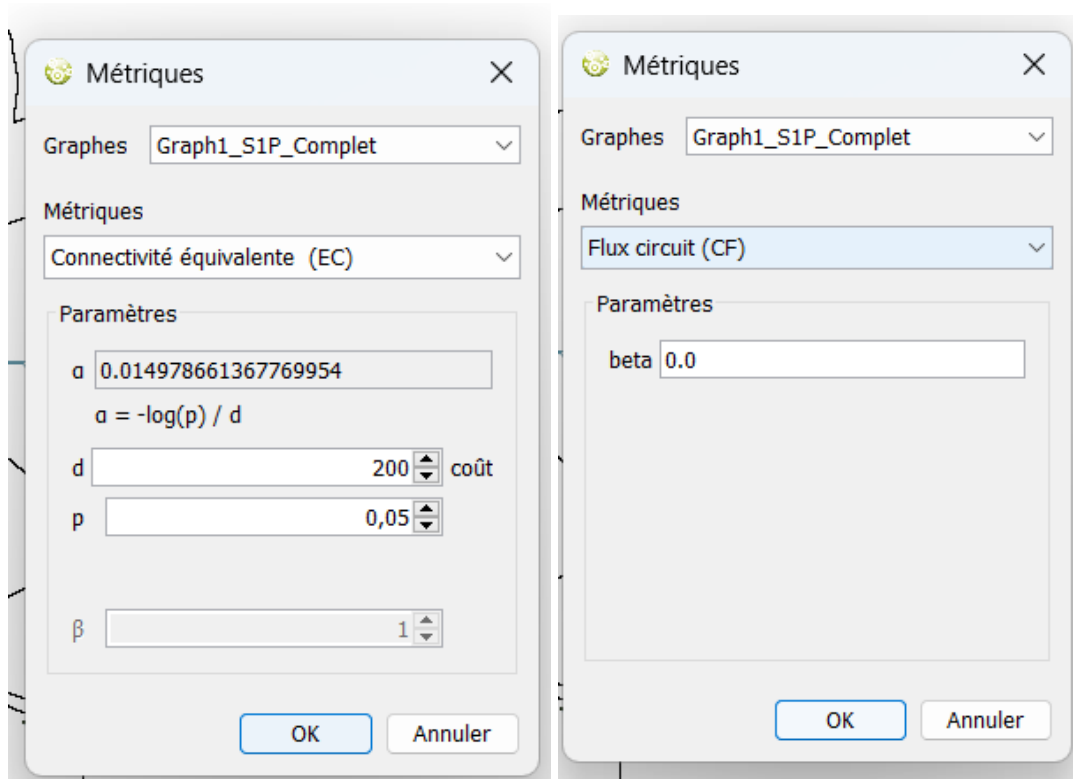 Métriques
Graphes Graph1_S1P_Complet
Métriques
Connectivité équivalente (EC)
Paramètres
α 0.014978661367769954
α = -log(p) / d
d 200 coût
p 0,05
β 1
OK Annuler
Métriques
Graphes Graph1_S1P_Complet
Métriques
Flux circuit (CF)
Paramètres
beta 0.0
OK Annuler